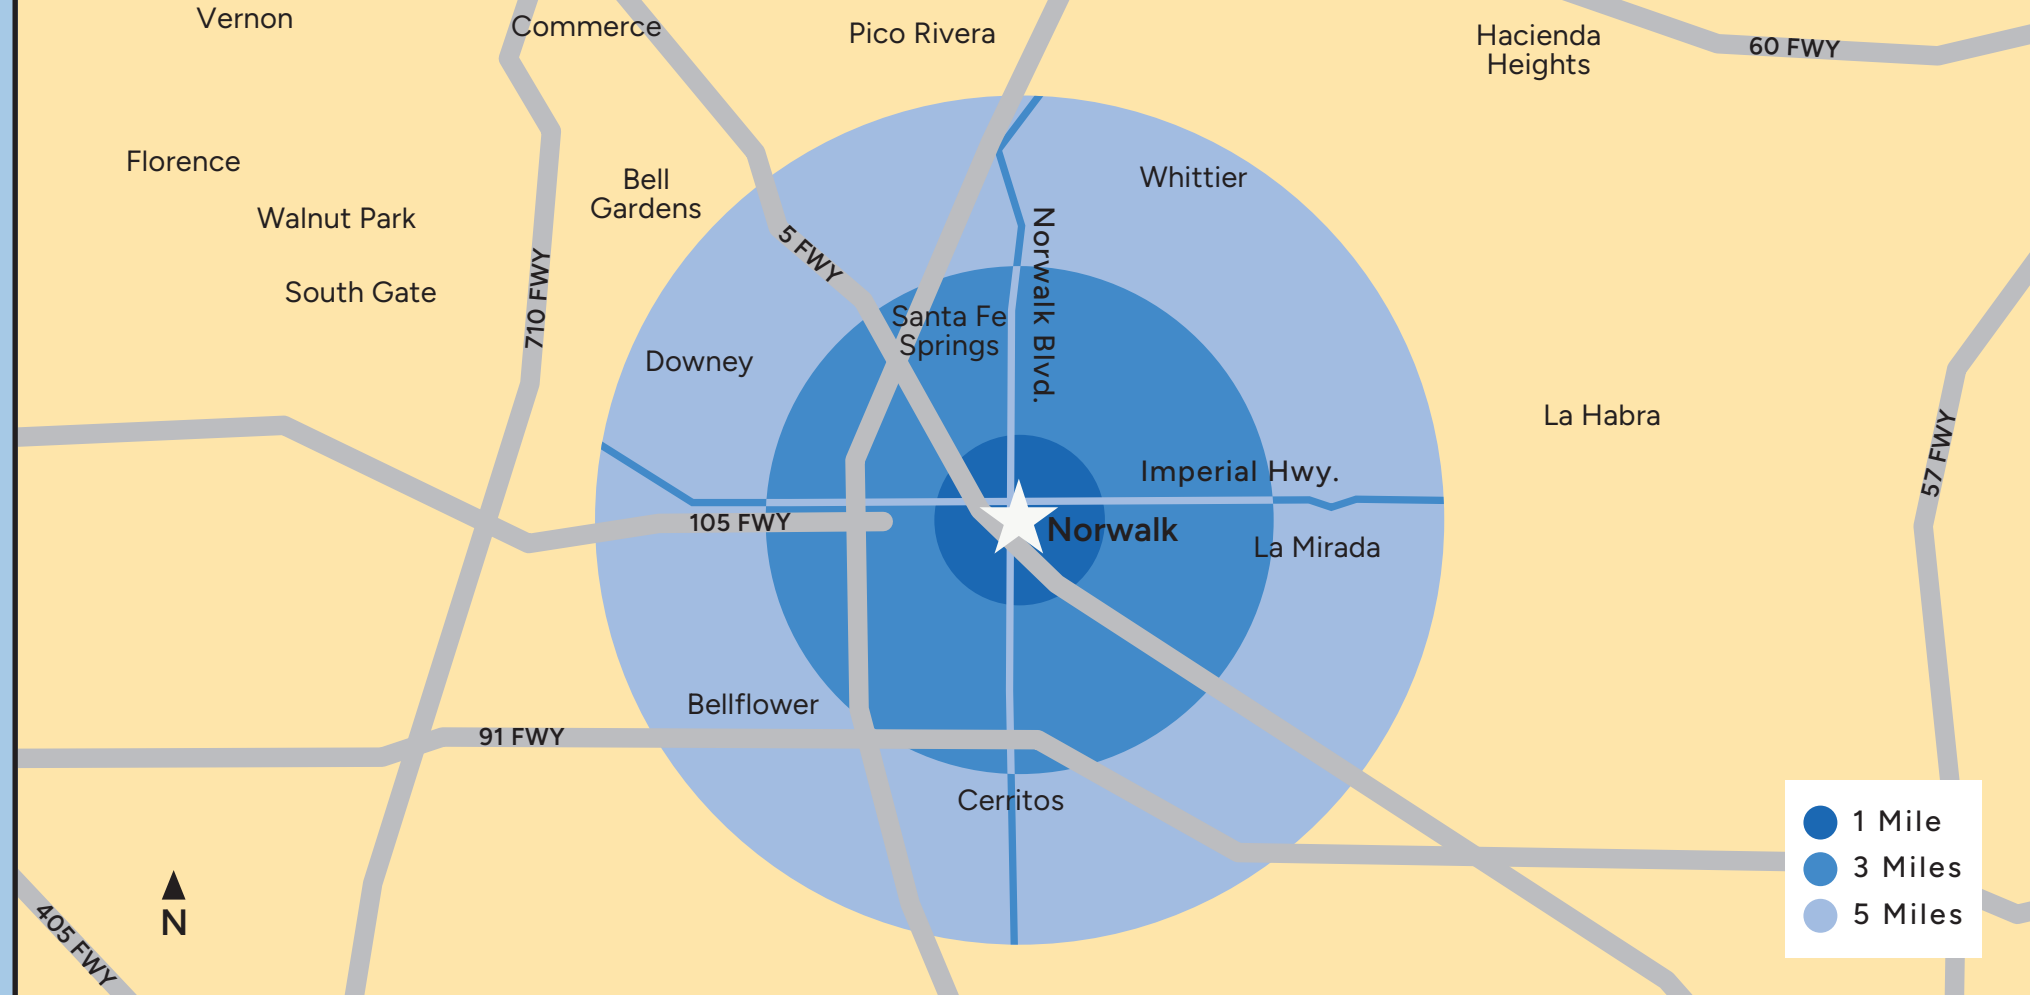 Vernon
Commerce
Pico Rivera
Hacienda
Heights
60 FWY
Florence
Bell
Gardens
Whittier
Walnut Park
5 FWY
Norwalk Blvd.
South Gate
710 FWY
Santa Fe
Springs
Downey
La Habra
57 FWY
Imperial Hwy.
105 FWY
Norwalk
La Mirada
Bellflower
91 FWY
Cerritos
405 FWY
N
1 Mile
3 Miles
5 Miles